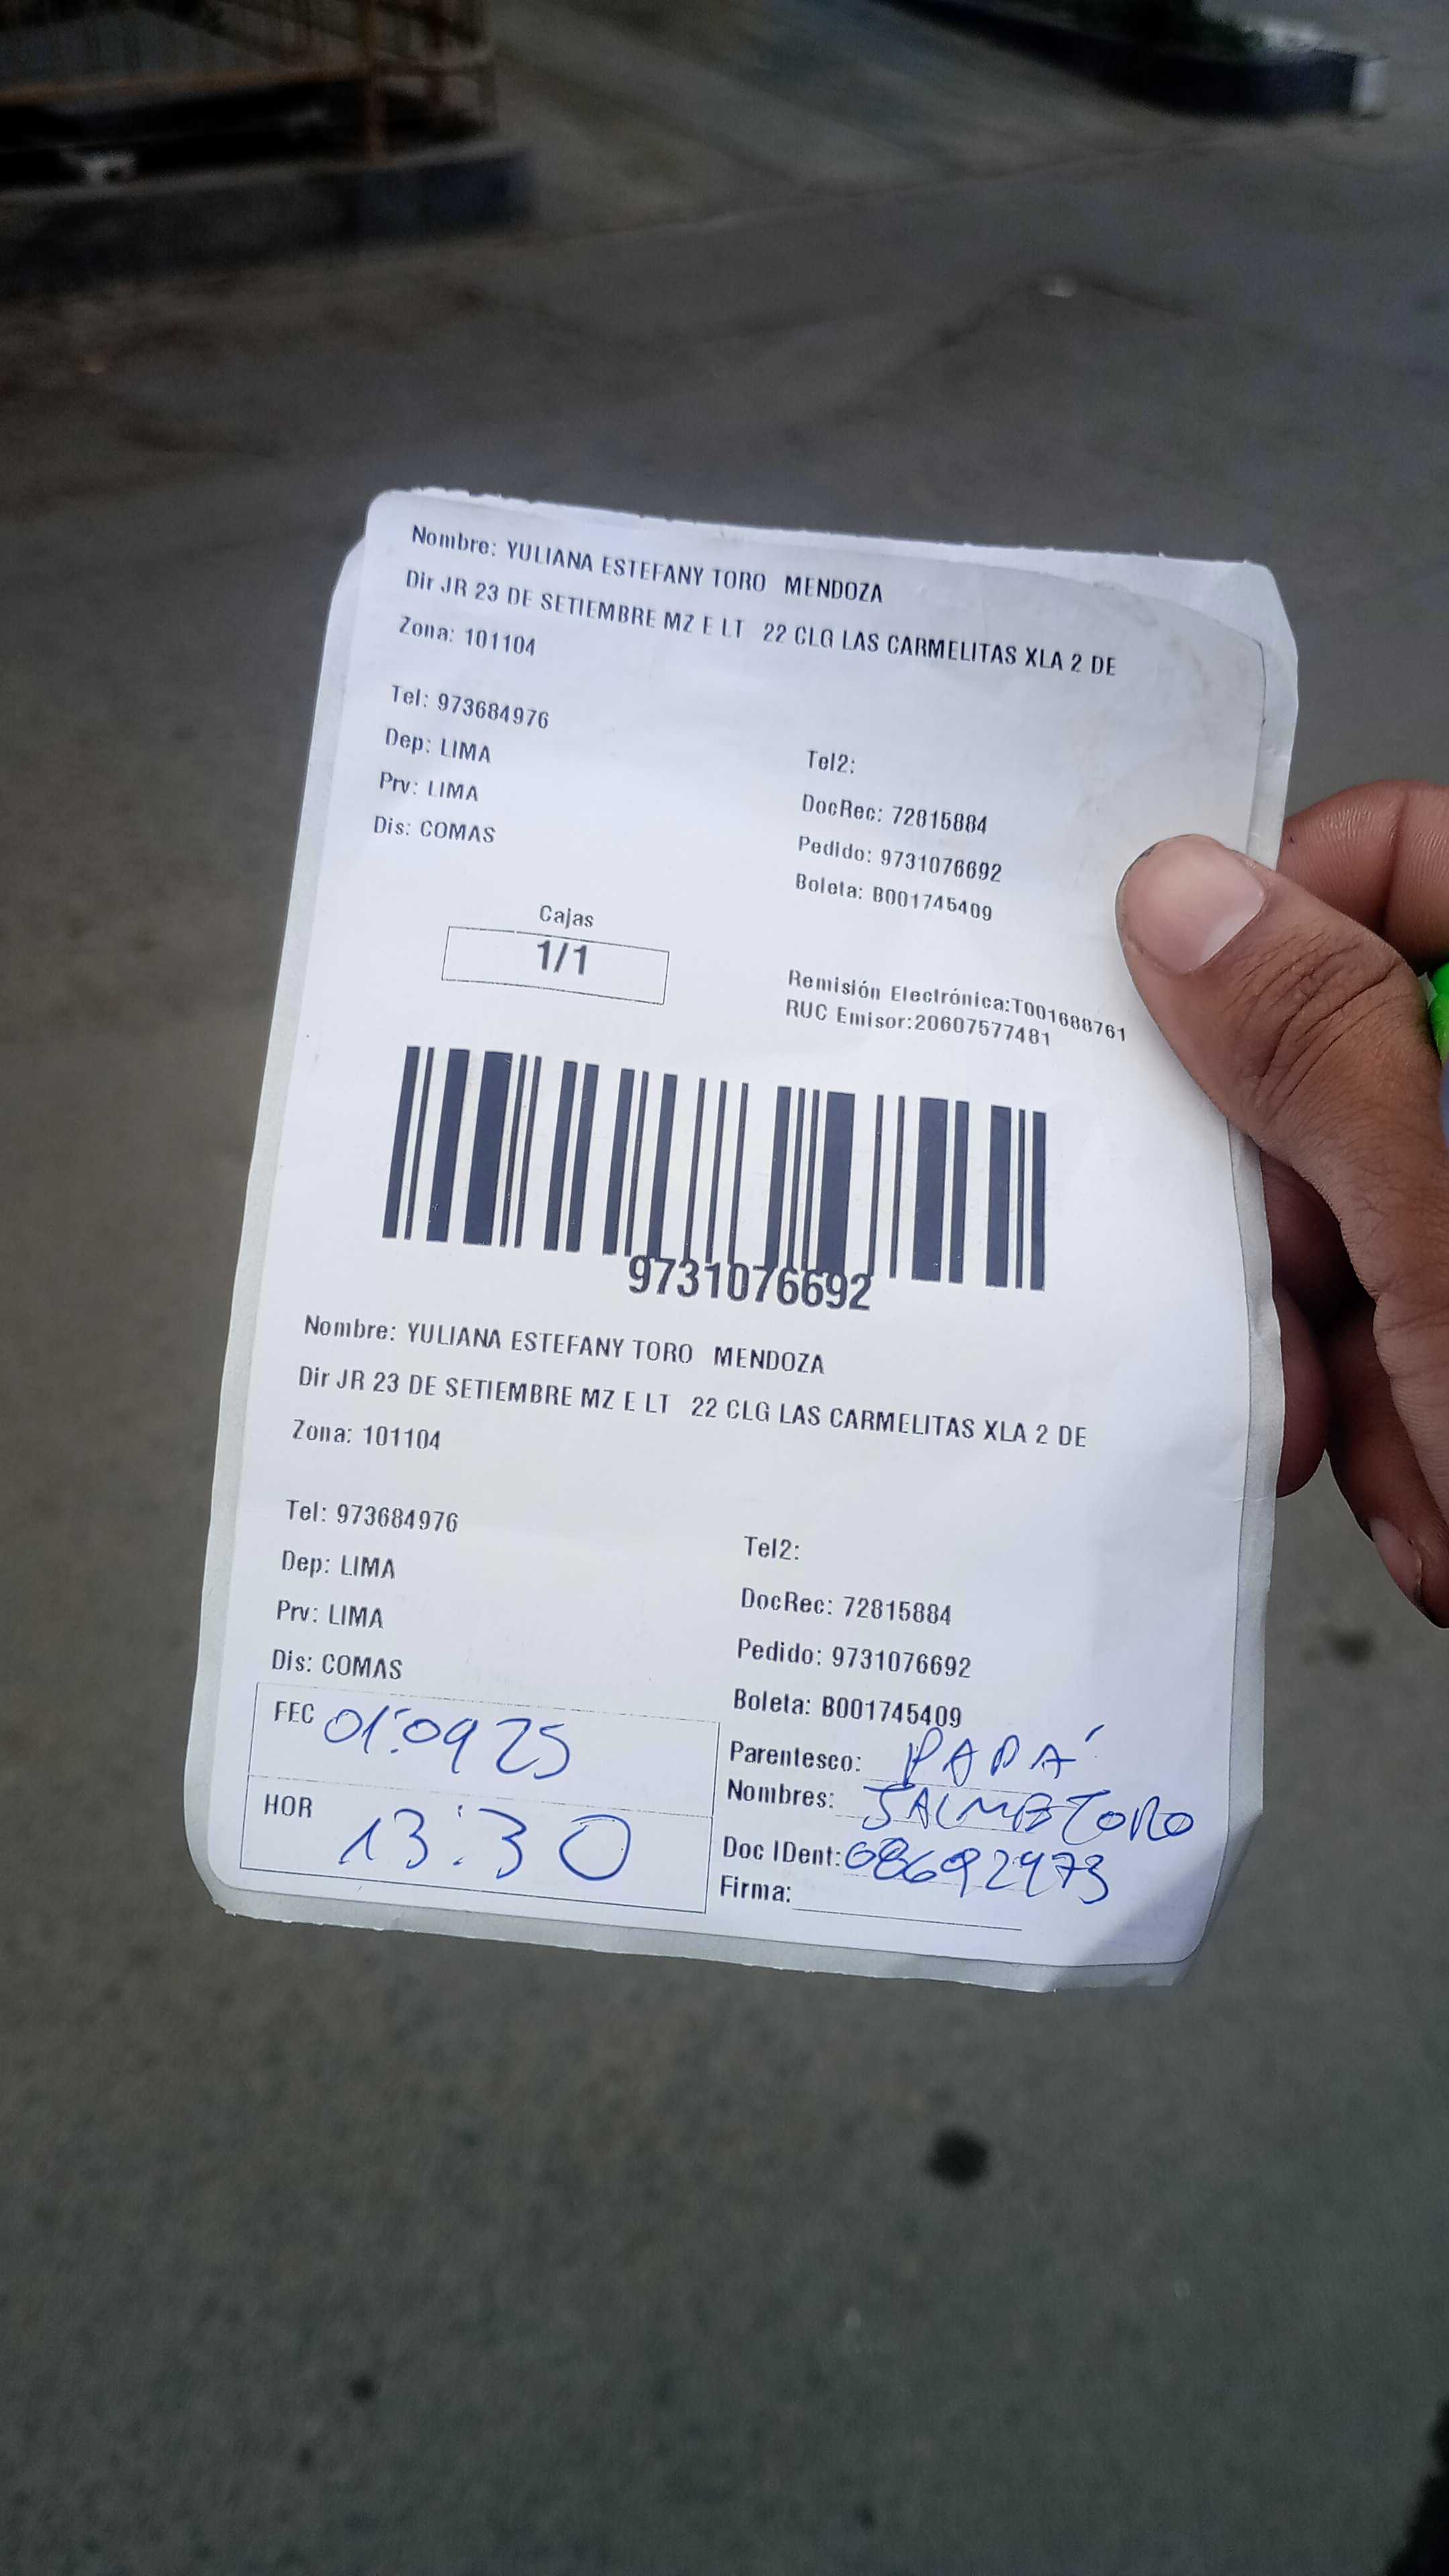 Nombre: YULIANA ESTEFANY TORO MENDOZA
Dir JR 23 DE SETIEMBRE MZ E LT 22 CLG LAS CARMELITAS XLA 2 DE
Zona: 101104
Tel: 973684976
Tel2:
Dep: LIMA
DocRec: 72815884
Prv: LIMA
Pedido: 9731076692
Dis: COMAS
Boleta: B001745409
Cajas
1/1
Remisión Electrónica:T001688761
RUC Emisor:20607577481
9731076692
Nombre: YULIANA ESTEFANY TORO MENDOZA
Dir JR 23 DE SETIEMBRE MZ E LT 22 CLG LAS CARMELITAS XLA 2 DE
Zona: 101104
Tel: 973684976
Tel2:
Dep: LIMA
DocRec: 72815884
Prv: LIMA
Pedido: 9731076692
Dis: COMAS
Boleta: B001745409
FEC 01:09 25
Parentesco: PAPÁ
Nombres: TORO
HOR 13:30
Doc IDent:
Firma: